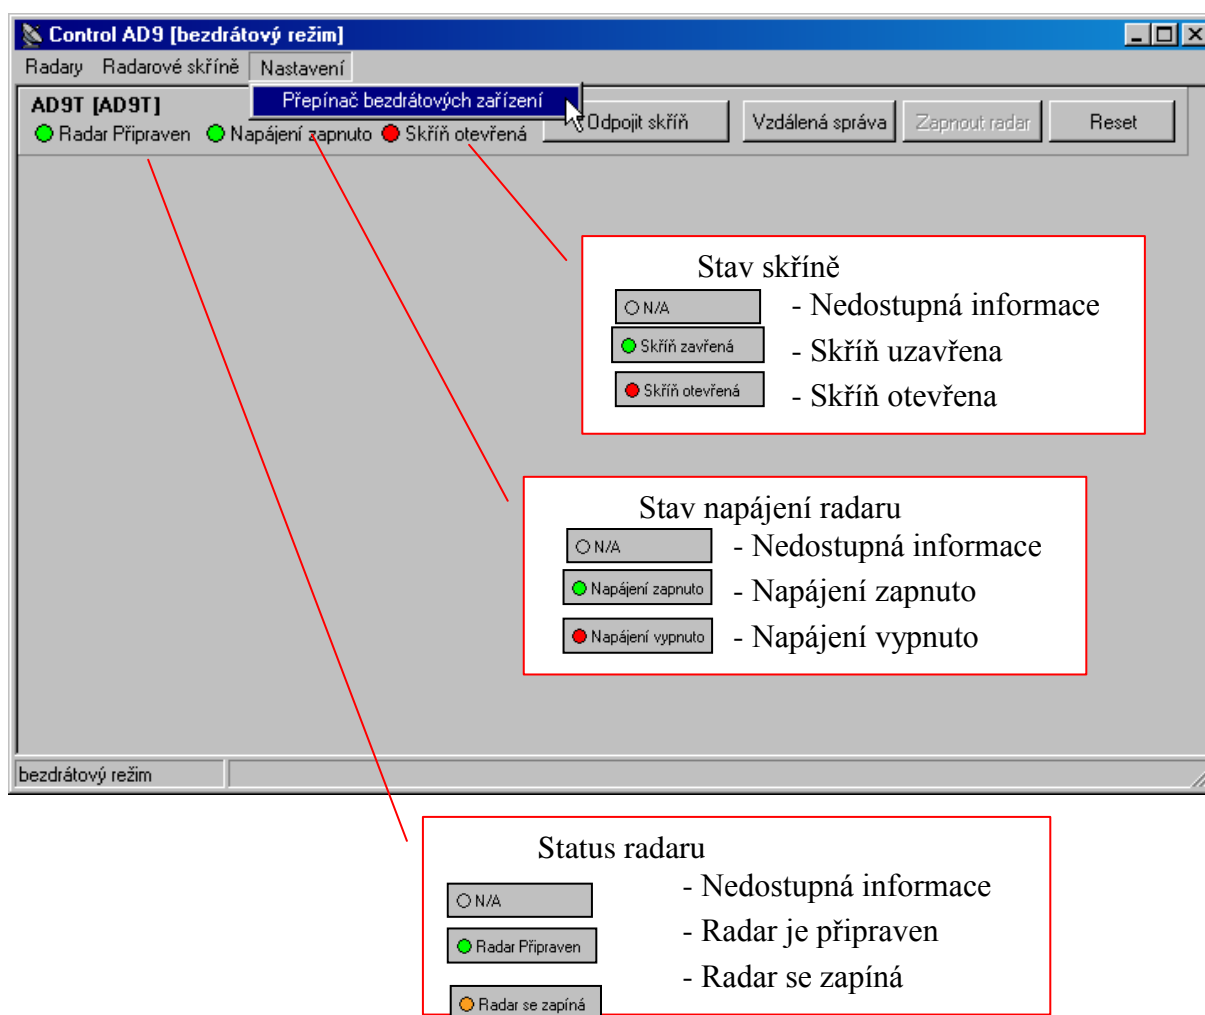 Control AD9 [bezdrátový režim]
Radary Radarové skříně Nastavení
AD9T [AD9T] Přepínač bezdrátových zařízení
Radar Připraven Napájení zapnuto Skříň otevřená Odpojit skříň Vzdálená správa Zapnout radar Reset
Stav skříně
N/A - Nedostupná informace
Skříň zavřená - Skříň uzavřena
Skříň otevřená - Skříň otevřena
Stav napájení radaru
N/A - Nedostupná informace
Napájení zapnuto - Napájení zapnuto
Napájení vypnuto - Napájení vypnuto
bezdrátový režim
Status radaru
N/A - Nedostupná informace
Radar Připraven - Radar je připraven
Radar se zapíná - Radar se zapíná